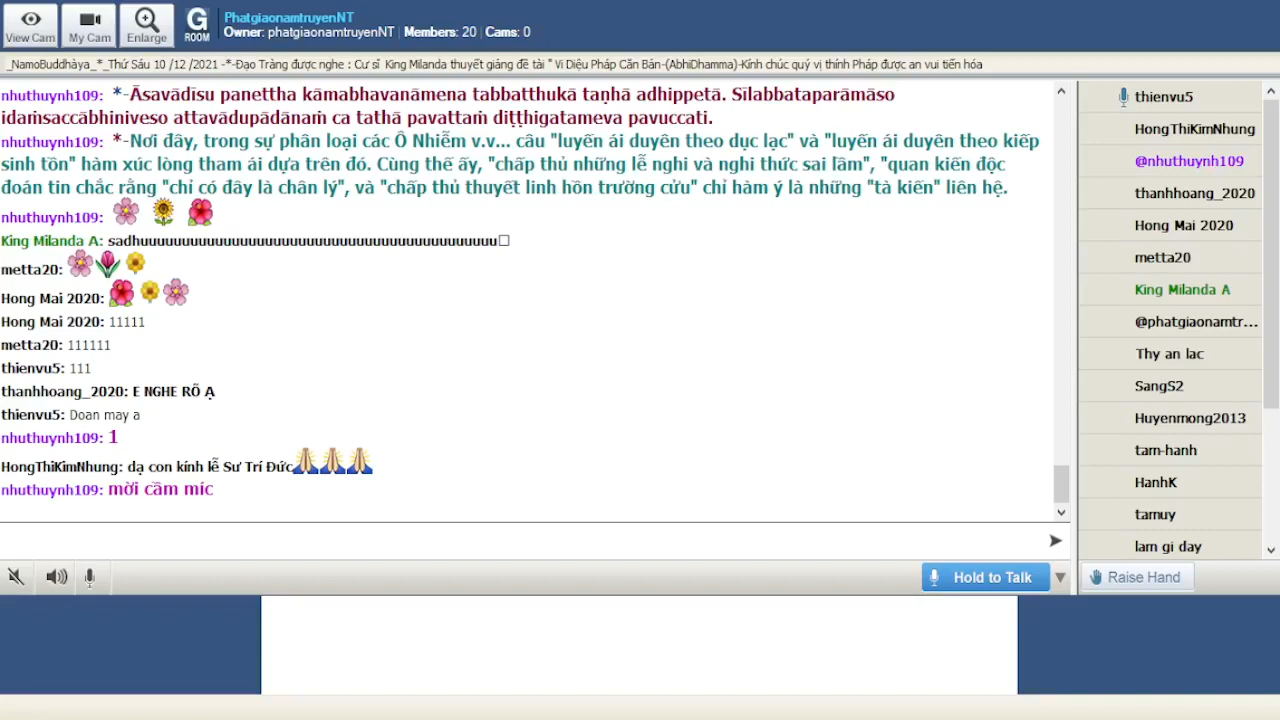 View Cam
My Cam
Enlarge
G
ROOM
PhatgiaonamtruyenNT
Owner: phatgiaonamtruyenNT | Members: 20 | Cams: 0
_NamoBuddhàya_*_Thứ Sáu 10 /12 /2021 -*-Đạo Tràng được nghe : Cư sĩ King Milanda thuyết giảng đề tài " Vi Diệu Pháp Căn Bản-(AbhiDhamma)-Kính chúc quý vị thính Pháp được an vui tiến hóa
nhuthuynh109: *-Āsavādīsu panettha kāmabhavanāmena tabbatthukā taṇhā adhippetā. Sīlabbataparāmāso
idaṁsaccābhiniveso attavādupādānaṁ ca tathā pavattaṁ diṭṭhigatameva pavuccati.
nhuthuynh109: *-Nơi đây, trong sự phân loại các Ô Nhiễm v.v... câu "luyến ái duyên theo dục lạc" và "luyến ái duyên theo kiếp
sinh tồn" hàm xúc lòng tham ái dựa trên đó. Cùng thế ấy, "chấp thủ những lễ nghi và nghi thức sai lầm", "quan kiến độc
đoán tin chắc rằng "chỉ có đây là chân lý", và "chấp thủ thuyết linh hồn trường cửu" chỉ hàm ý là những "tà kiến" liên hệ.
nhuthuynh109:
King Milanda A: sadhuuuuuuuuuuuuuuuuuuuuuuuuuuuuuuuuuuuuuuuuuu
metta20:
Hong Mai 2020:
Hong Mai 2020: 11111
metta20: 111111
thienvu5: 111
thanhhoang_2020: E NGHE RÕ Ạ
thienvu5: Doan may a
nhuthuynh109: 1
HongThiKimNhung: dạ con kính lễ Sư Trí Đức
nhuthuynh109: mời cầm míc
thienvu5
HongThiKimNhung
@nhuthuynh109
thanhhoang_2020
Hong Mai 2020
metta20
King Milanda A
@phatgiaonamtr...
Thy an lac
SangS2
Huyenmong2013
tam-hanh
HanhK
tamuy
lam gi day
Hold to Talk
Raise Hand